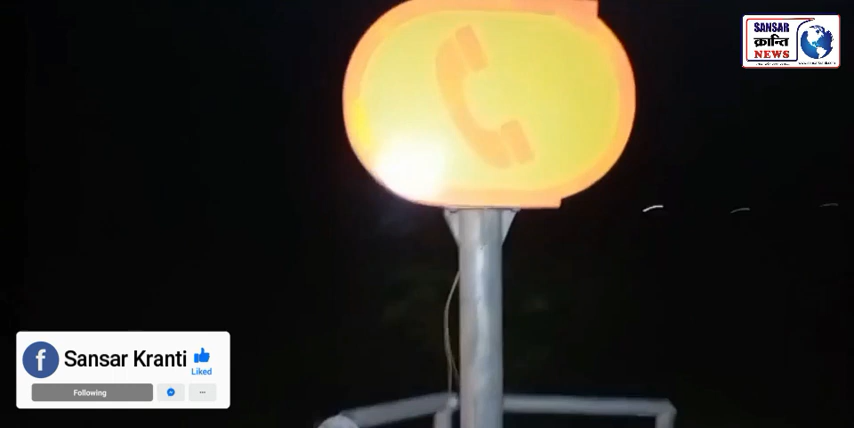 SANSAR
क्रान्ति
NEWS
f Sansar Kranti
Liked
Following